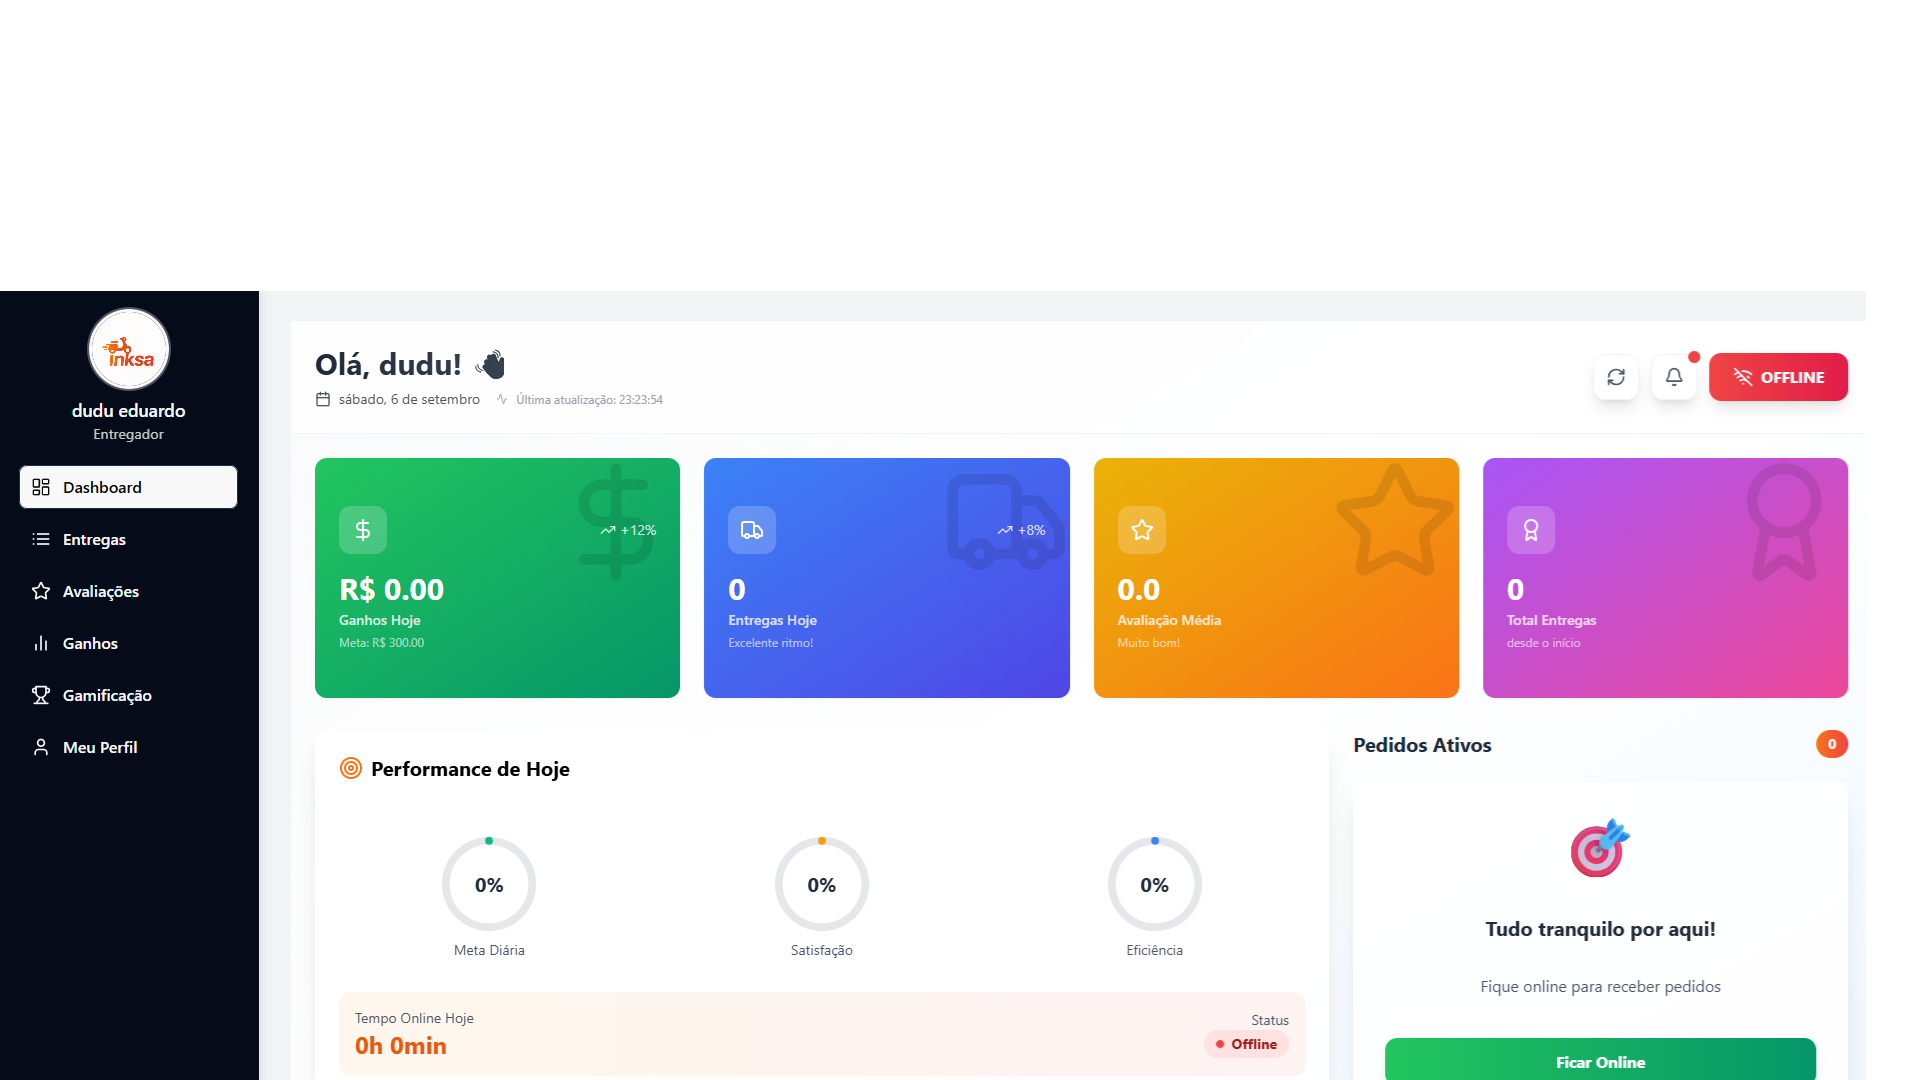 inksa
dudu eduardo
Entregador
Dashboard
Entregas
Avaliações
Ganhos
Gamificação
Meu Perfil
Olá, dudu!
sábado, 6 de setembro
Última atualização: 23:23:54
OFFLINE
+12%
R$ 0.00
Ganhos Hoje
Meta: R$ 300.00
+8%
0
Entregas Hoje
Excelente ritmo!
0.0
Avaliação Média
Muito bom!
0
Total Entregas
desde o início
Performance de Hoje
0%
Meta Diária
0%
Satisfação
0%
Eficiência
Tempo Online Hoje
0h 0min
Status
Offline
Pedidos Ativos
0
Tudo tranquilo por aqui!
Fique online para receber pedidos
Ficar Online